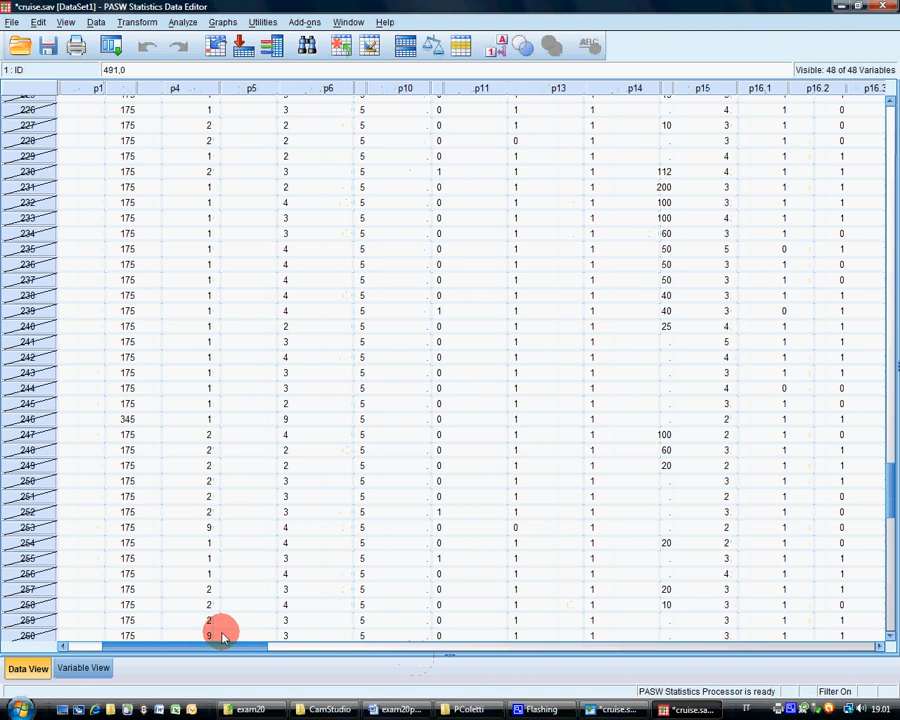 *cruise.sav [DataSet1] - PASW Statistics Data Editor
File Edit View Data Transform Analyze Graphs Utilities Add-ons Window Help
1 : ID 491,0 Visible: 48 of 48 Variables
p1 p4 p5 p6 p10 p11 p13 p14 p15 p16.1 p16.2 p16.3
226 175 1 3 5 . 0 1 1 . 4 1 0
227 175 2 2 5 . 0 1 1 10 3 1 0
228 175 2 2 5 . 0 0 1 . 3 1 0
229 175 1 2 5 . 0 1 1 . 4 1 1
230 175 2 3 5 . 1 1 1 112 4 1 1
231 175 1 2 5 . 0 1 1 200 3 1 1
232 175 1 4 5 . 0 1 1 100 3 1 0
233 175 1 3 5 . 0 1 1 100 4 1 0
234 175 1 3 5 . 0 1 1 60 3 1 0
235 175 1 4 5 . 0 1 1 50 5 0 1
236 175 1 4 5 . 0 1 1 50 3 1 1
237 175 1 4 5 . 0 1 1 50 3 1 0
238 175 1 4 5 . 0 1 1 40 3 1 1
239 175 1 4 5 . 1 1 1 40 3 0 1
240 175 1 2 5 . 0 1 1 25 4 1 1
241 175 1 3 5 . 0 1 1 . 5 1 1
242 175 1 4 5 . 0 1 1 . 4 1 1
243 175 1 3 5 . 0 1 1 . 3 1 1
244 175 1 3 5 . 0 1 1 . 4 0 0
245 175 1 2 5 . 0 1 1 . 3 1 0
246 345 1 9 5 . 0 1 1 . 2 1 1
247 175 2 4 5 . 0 1 1 100 2 1 0
248 175 2 2 5 . 0 1 1 60 3 1 1
249 175 2 2 5 . 0 1 1 20 2 1 1
250 175 2 3 5 . 0 1 1 . 3 1 1
251 175 2 3 5 . 0 1 1 . 2 1 0
252 175 2 3 5 . 1 1 1 . 3 1 0
253 175 9 4 5 . 0 0 1 . 2 1 0
254 175 1 4 5 . 0 1 1 20 2 1 0
255 175 1 3 5 . 1 1 1 . 3 1 1
256 175 1 4 5 . 0 1 1 . 4 1 1
257 175 2 3 5 . 0 1 1 20 3 1 1
258 175 2 4 5 . 0 1 1 10 3 1 0
259 175 2 3 5 . 0 1 1 . 3 1 1
260 175 9 3 5 . 0 1 1 . 3 1 1
Data View Variable View
PASW Statistics Processor is ready Filter On
exam20 CamStudio exam20p... PColetti Flashing *cruise.s... *cruise.sa... IT 19.01